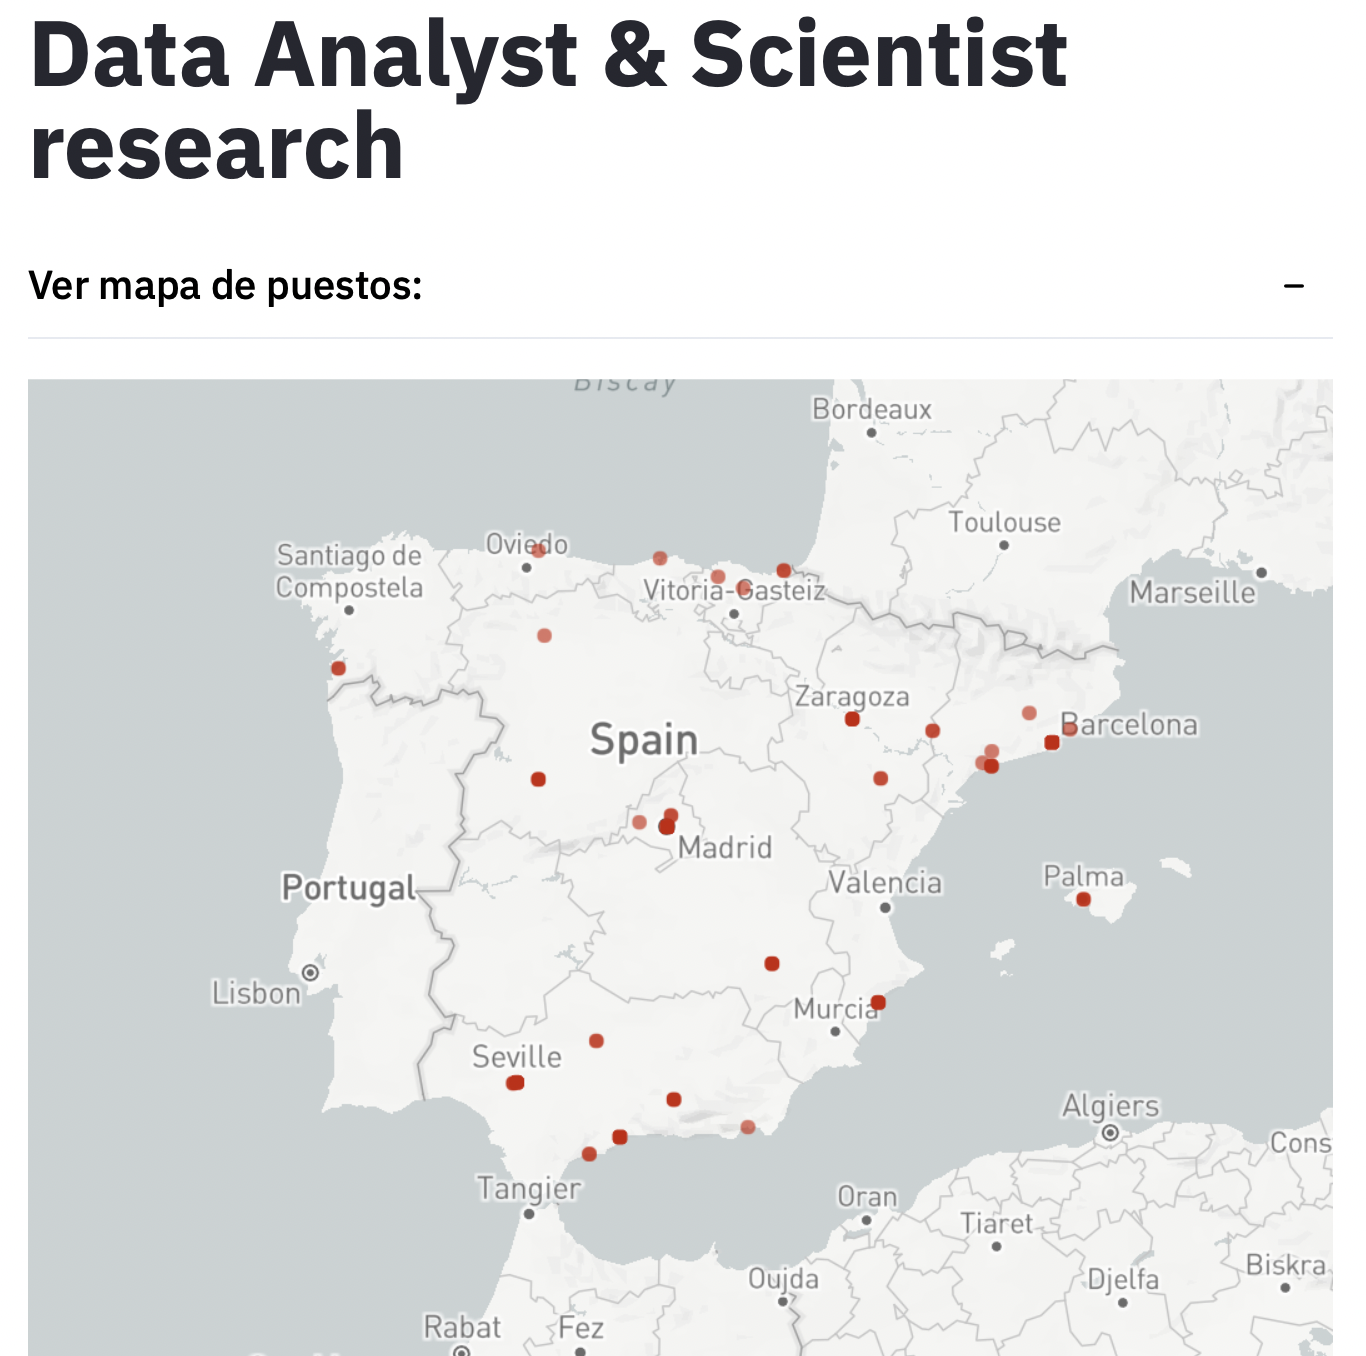 Data Analyst & Scientist
research
Ver mapa de puestos:
Biscay
Bordeaux
Toulouse
Oviedo
Santiago de
Compostela
Vitoria-Gasteiz
Marseille
Zaragoza
Barcelona
Spain
Madrid
Portugal
Valencia
Palma
Lisbon
Murcia
Seville
Algiers
Cons
Tangier
Oran
Tiaret
Oujda
Djelfa
Biskra
Rabat
Fez